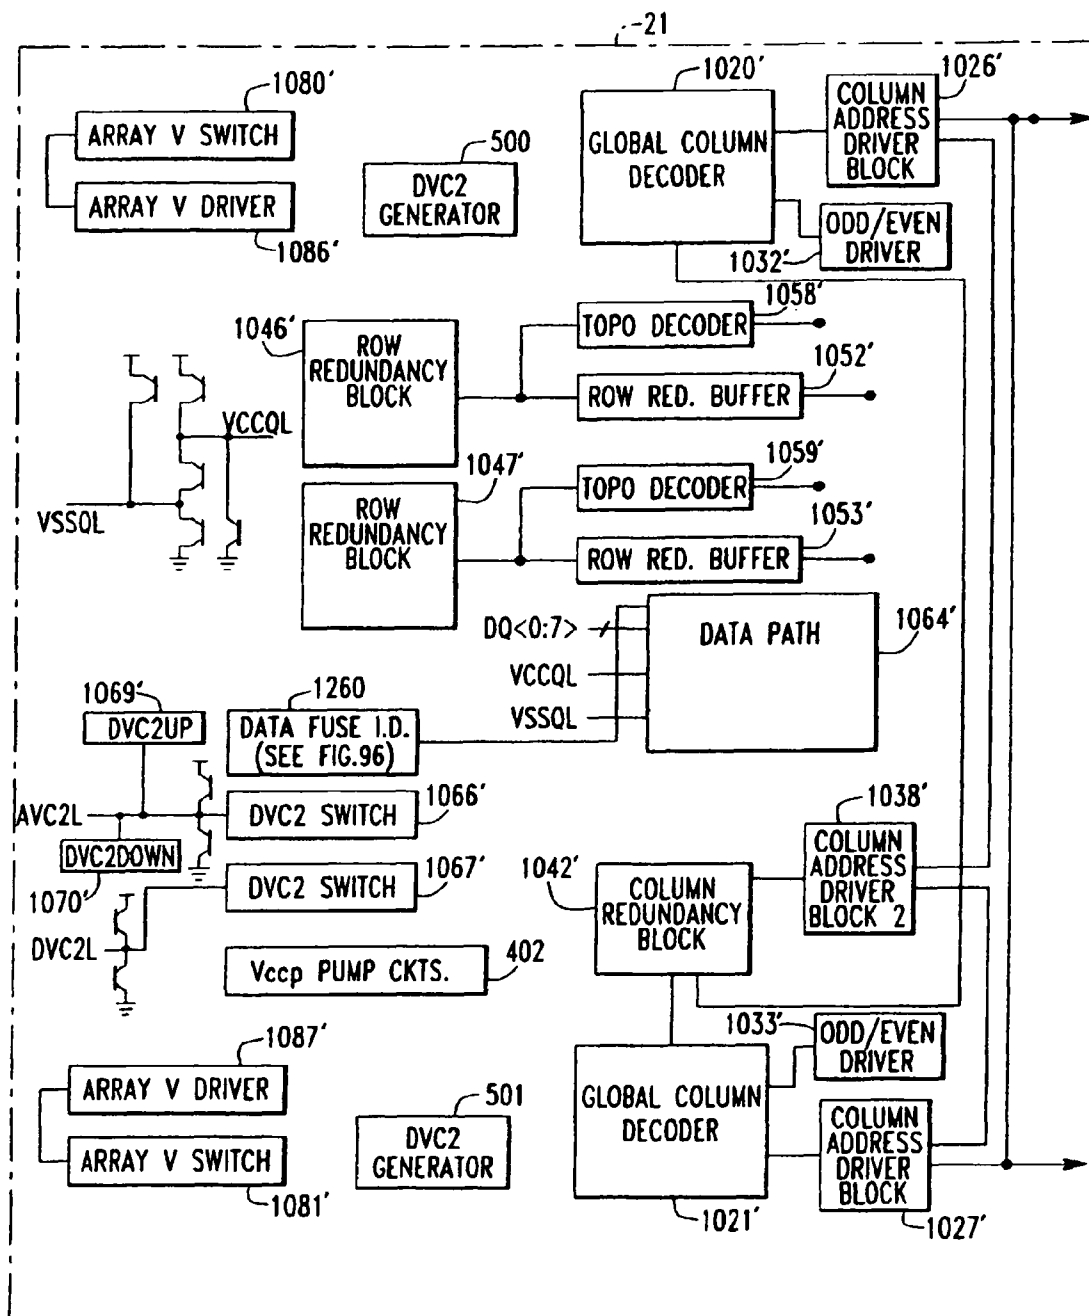 21
1080'
ARRAY V SWITCH
ARRAY V DRIVER
1086'
500
DVC2
GENERATOR
1020'
GLOBAL COLUMN
DECODER
1026'
COLUMN
ADDRESS
DRIVER
BLOCK
ODD/EVEN
DRIVER
1032'
1046'
ROW
REDUNDANCY
BLOCK
1058'
TOPO DECODER
1052'
ROW RED. BUFFER
VCCQL
VSSQL
1047'
ROW
REDUNDANCY
BLOCK
1059'
TOPO DECODER
1053'
ROW RED. BUFFER
DQ<0:7>
VCCQL
VSSQL
DATA PATH
1064'
1069'
DVC2UP
1260
DATA FUSE I.D.
(SEE FIG.96)
AVC2L
DVC2 SWITCH
1066'
DVC2DOWN
1070'
DVC2 SWITCH
1067'
DVC2L
Vccp PUMP CKTS.
402
1042'
COLUMN
REDUNDANCY
BLOCK
1038'
COLUMN
ADDRESS
DRIVER
BLOCK 2
1033'
ODD/EVEN
DRIVER
1087'
ARRAY V DRIVER
ARRAY V SWITCH
1081'
501
DVC2
GENERATOR
GLOBAL COLUMN
DECODER
1021'
COLUMN
ADDRESS
DRIVER
BLOCK
1027'